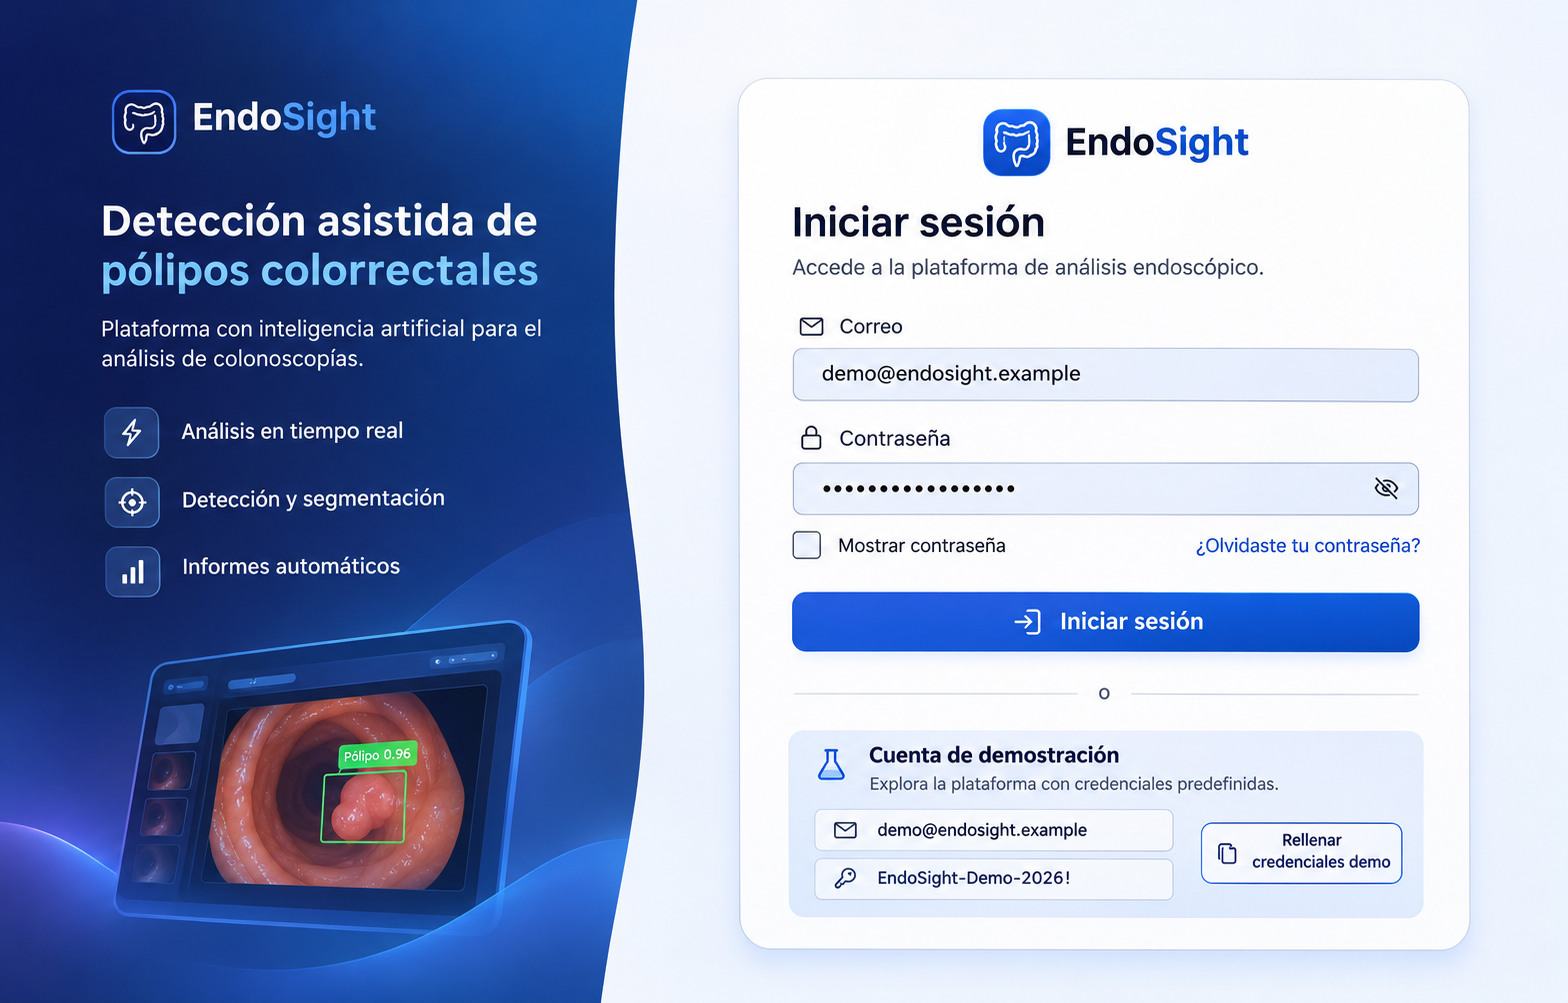 EndoSight
Detección asistida de
pólipos colorrectales
Plataforma con inteligencia artificial para el
análisis de colonoscopías.
Análisis en tiempo real
Detección y segmentación
Informes automáticos
Pólipo 0.96
EndoSight
Iniciar sesión
Accede a la plataforma de análisis endoscópico.
Correo
demo@endosight.example
Contraseña
•••••••••••••••••
Mostrar contraseña
¿Olvidaste tu contraseña?
Iniciar sesión
o
Cuenta de demostración
Explora la plataforma con credenciales predefinidas.
demo@endosight.example
EndoSight-Demo-2026!
Rellenar
credenciales demo